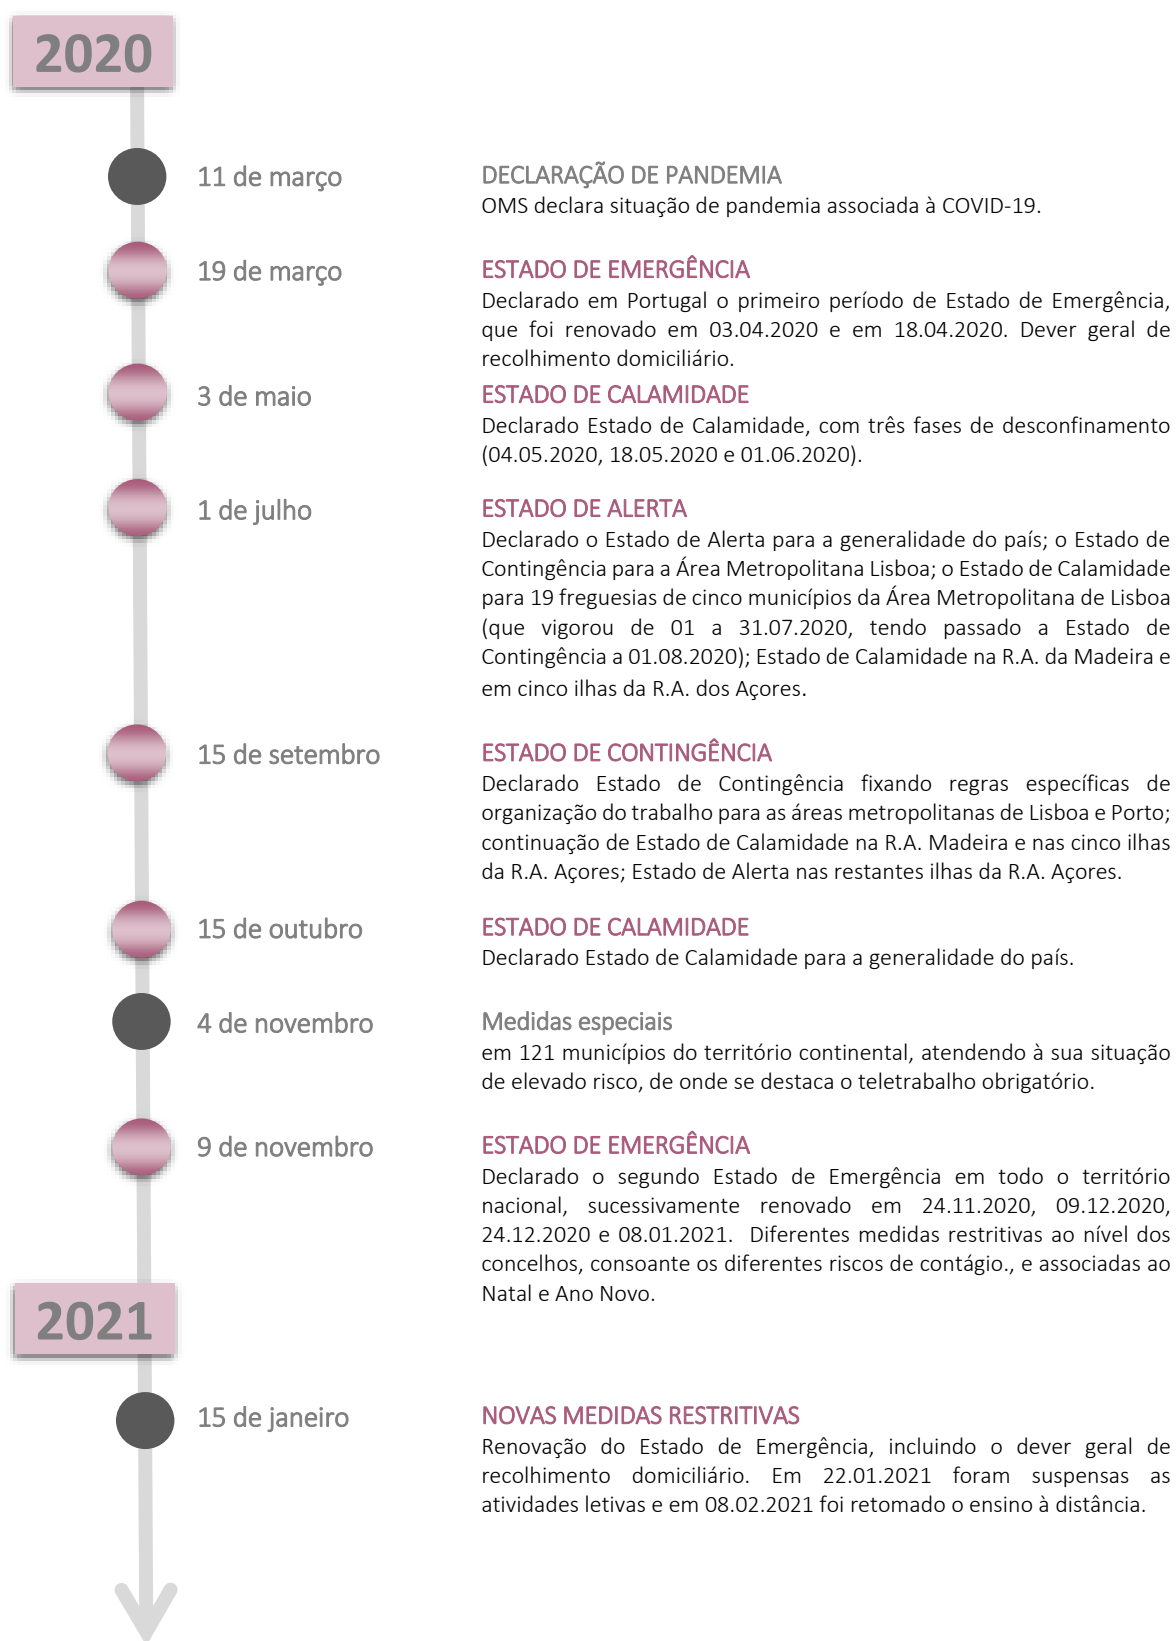 2020
11 de março
DECLARAÇÃO DE PANDEMIA
OMS declara situação de pandemia associada à COVID-19.
19 de março
ESTADO DE EMERGÊNCIA
Declarado em Portugal o primeiro período de Estado de Emergência,
que foi renovado em 03.04.2020 e em 18.04.2020. Dever geral de
recolhimento domiciliário.
3 de maio
ESTADO DE CALAMIDADE
Declarado Estado de Calamidade, com três fases de desconfinamento
(04.05.2020, 18.05.2020 e 01.06.2020).
1 de julho
ESTADO DE ALERTA
Declarado o Estado de Alerta para a generalidade do país; o Estado de
Contingência para a Área Metropolitana Lisboa; o Estado de Calamidade
para 19 freguesias de cinco municípios da Área Metropolitana de Lisboa
(que vigorou de 01 a 31.07.2020, tendo passado a Estado de
Contingência a 01.08.2020); Estado de Calamidade na R.A. da Madeira e
em cinco ilhas da R.A. dos Açores.
15 de setembro
ESTADO DE CONTINGÊNCIA
Declarado Estado de Contingência fixando regras específicas de
organização do trabalho para as áreas metropolitanas de Lisboa e Porto;
continuação de Estado de Calamidade na R.A. Madeira e nas cinco ilhas
da R.A. Açores; Estado de Alerta nas restantes ilhas da R.A. Açores.
15 de outubro
ESTADO DE CALAMIDADE
Declarado Estado de Calamidade para a generalidade do país.
4 de novembro
Medidas especiais
em 121 municípios do território continental, atendendo à sua situação
de elevado risco, de onde se destaca o teletrabalho obrigatório.
9 de novembro
ESTADO DE EMERGÊNCIA
Declarado o segundo Estado de Emergência em todo o território
nacional, sucessivamente renovado em 24.11.2020, 09.12.2020,
24.12.2020 e 08.01.2021. Diferentes medidas restritivas ao nível dos
concelhos, consoante os diferentes riscos de contágio., e associadas ao
Natal e Ano Novo.
2021
15 de janeiro
NOVAS MEDIDAS RESTRITIVAS
Renovação do Estado de Emergência, incluindo o dever geral de
recolhimento domiciliário. Em 22.01.2021 foram suspensas as
atividades letivas e em 08.02.2021 foi retomado o ensino à distância.